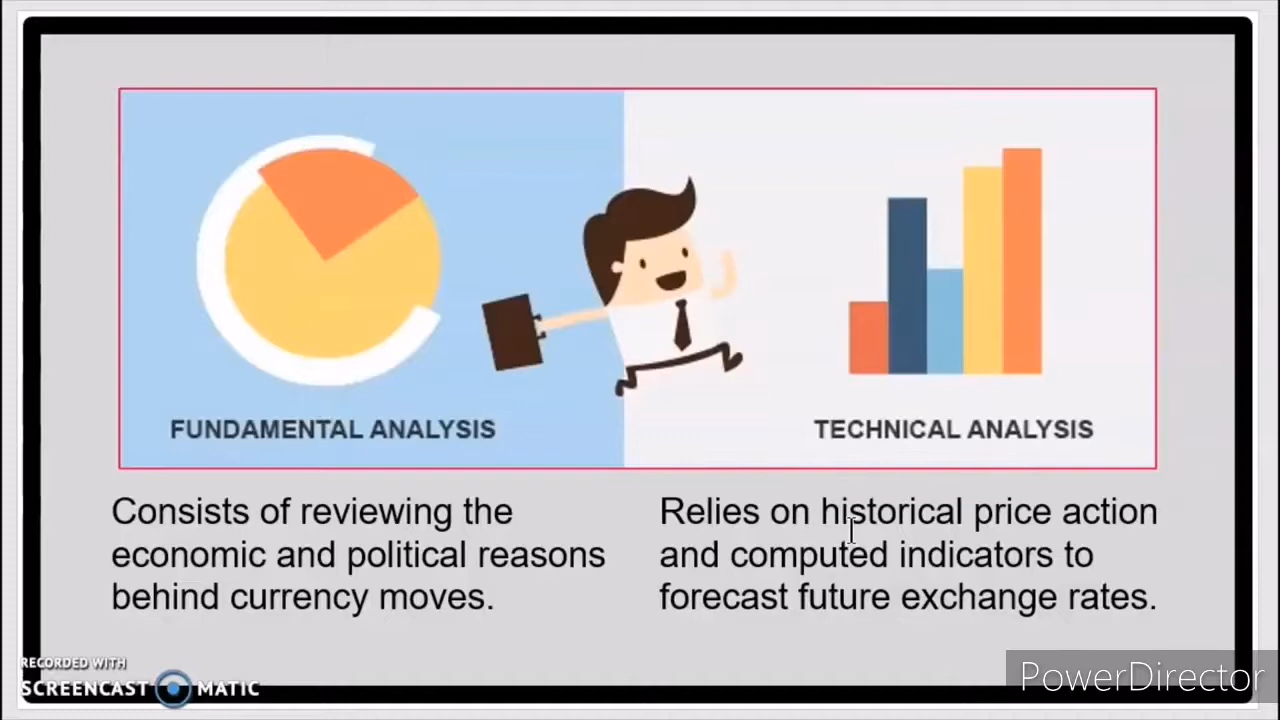 FUNDAMENTAL ANALYSIS
TECHNICAL ANALYSIS
Consists of reviewing the
economic and political reasons
behind currency moves.
Relies on historical price action
and computed indicators to
forecast future exchange rates.
RECORDED WITH
SCREENCAST MATIC
PowerDirector